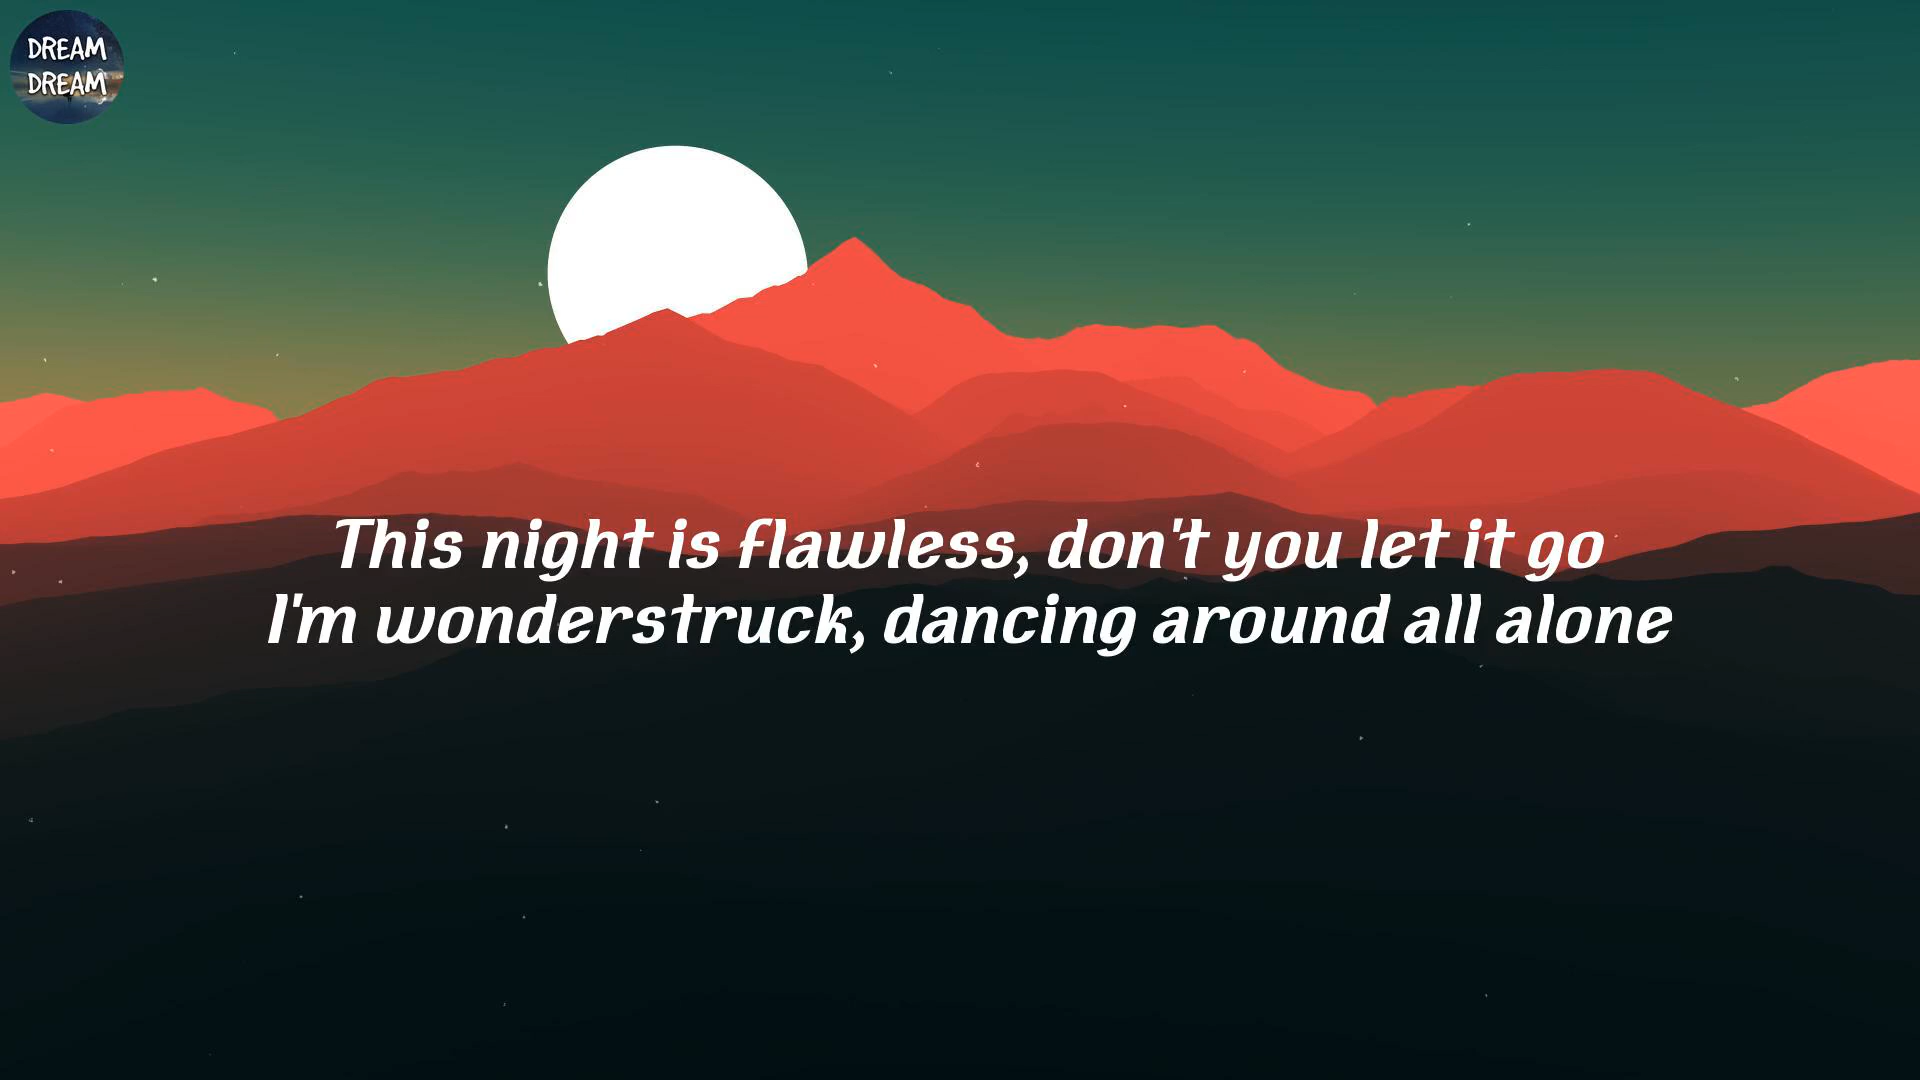 DREAM
DREAM
This night is flawless, don't you let it go
I'm wonderstruck, dancing around all alone